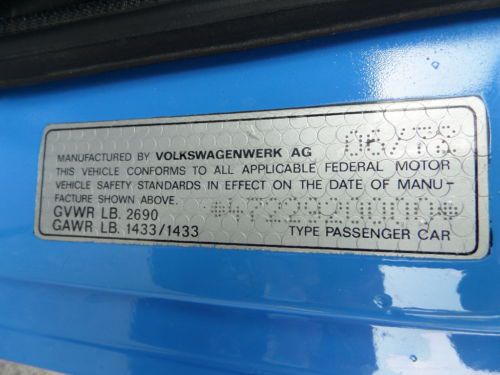 MANUFACTURED BY VOLKSWAGENWERK AG
THIS VEHICLE CONFORMS TO ALL APPLICABLE FEDERAL MOTOR
VEHICLE SAFETY STANDARDS IN EFFECT ON THE DATE OF MANU-
FACTURE SHOWN ABOVE.
GVWR LB. 2690
GAWR LB. 1433/1433 TYPE PASSENGER CAR